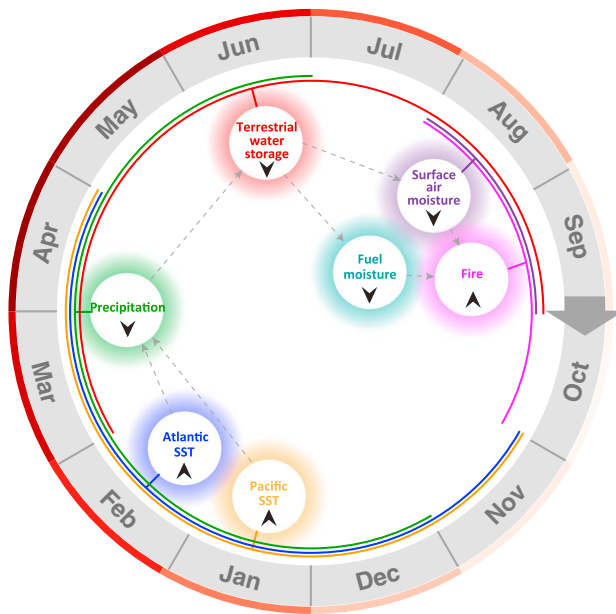 Jun
Jul
May
Aug
Terrestrial
water
storage
Surface
air
moisture
Apr
Sep
Fuel
moisture
Fire
Precipitation
Mar
Oct
Atlantic
SST
Pacific
SST
Feb
Nov
Jan
Dec